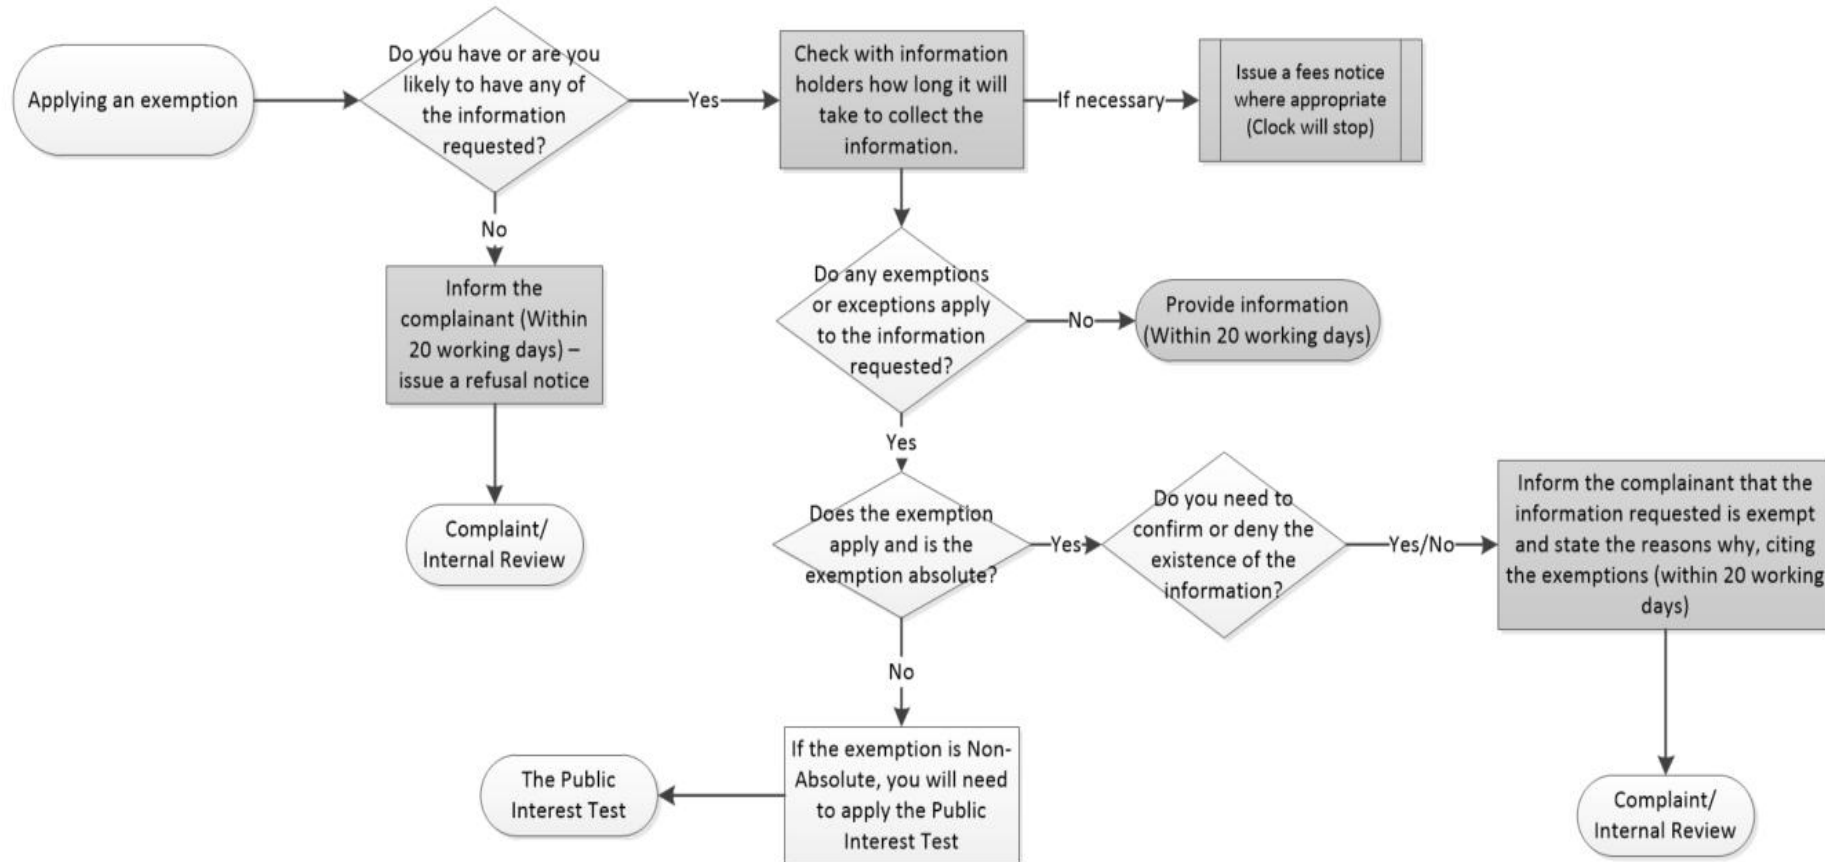 Applying an exemption
Do you have or are you
likely to have any of
the information
requested?
Yes
Check with information
holders how long it will
take to collect the
information.
If necessary
Issue a fees notice
where appropriate
(Clock will stop)
No
Inform the
complainant (Within
20 working days) –
issue a refusal notice
Complaint/
Internal Review
Do any exemptions
or exceptions apply
to the information
requested?
No
Provide information
(Within 20 working days)
Yes
Does the exemption
apply and is the
exemption absolute?
Yes
Do you need to
confirm or deny the
existence of the
information?
Yes/No
Inform the complainant that the
information requested is exempt
and state the reasons why, citing
the exemptions (within 20 working
days)
Complaint/
Internal Review
No
If the exemption is Non-
Absolute, you will need
to apply the Public
Interest Test
The Public
Interest Test